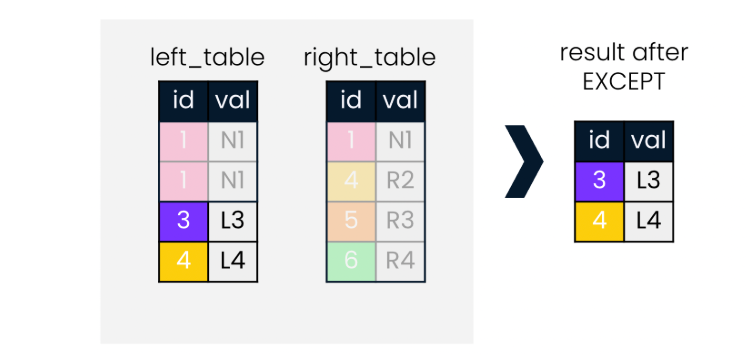 left_table right_table
result after
EXCEPT
id val id val
1 N1 1 N1
1 N1 4 R2
3 L3 5 R3
4 L4 6 R4
id val
3 L3
4 L4